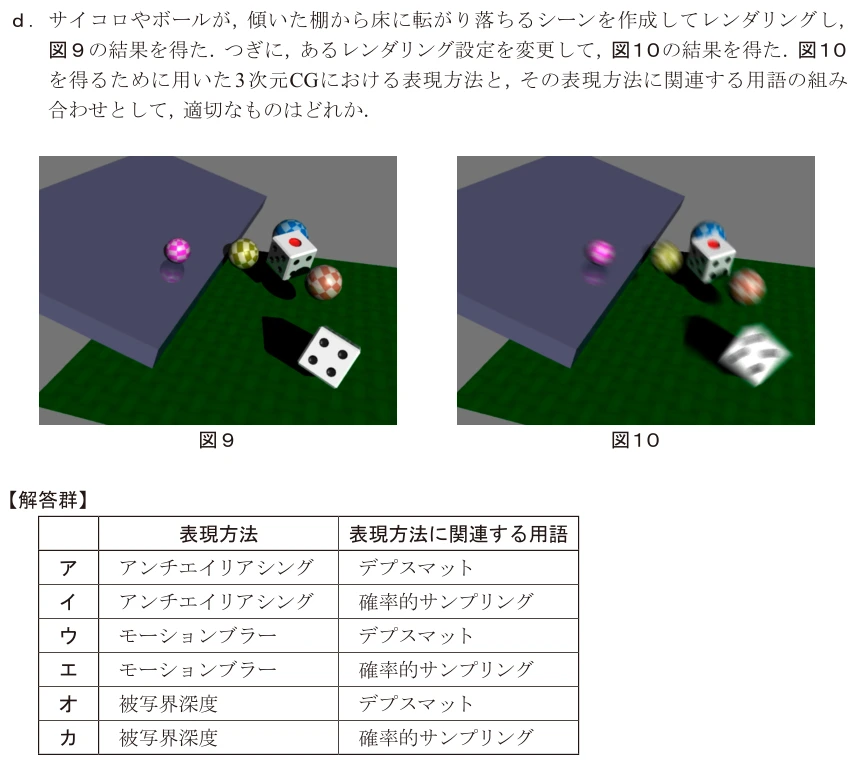 d．サイコロやボールが，傾いた棚から床に転がり落ちるシーンを作成してレンダリングし，
図9の結果を得た．つぎに，あるレンダリング設定を変更して，図10の結果を得た．図10
を得るために用いた3次元CGにおける表現方法と，その表現方法に関連する用語の組み
合わせとして，適切なものはどれか．
図9 図10
【解答群】
表現方法 表現方法に関連する用語
ア アンチエイリアシング デプスマット
イ アンチエイリアシング 確率的サンプリング
ウ モーションブラー デプスマット
エ モーションブラー 確率的サンプリング
オ 被写界深度 デプスマット
カ 被写界深度 確率的サンプリング